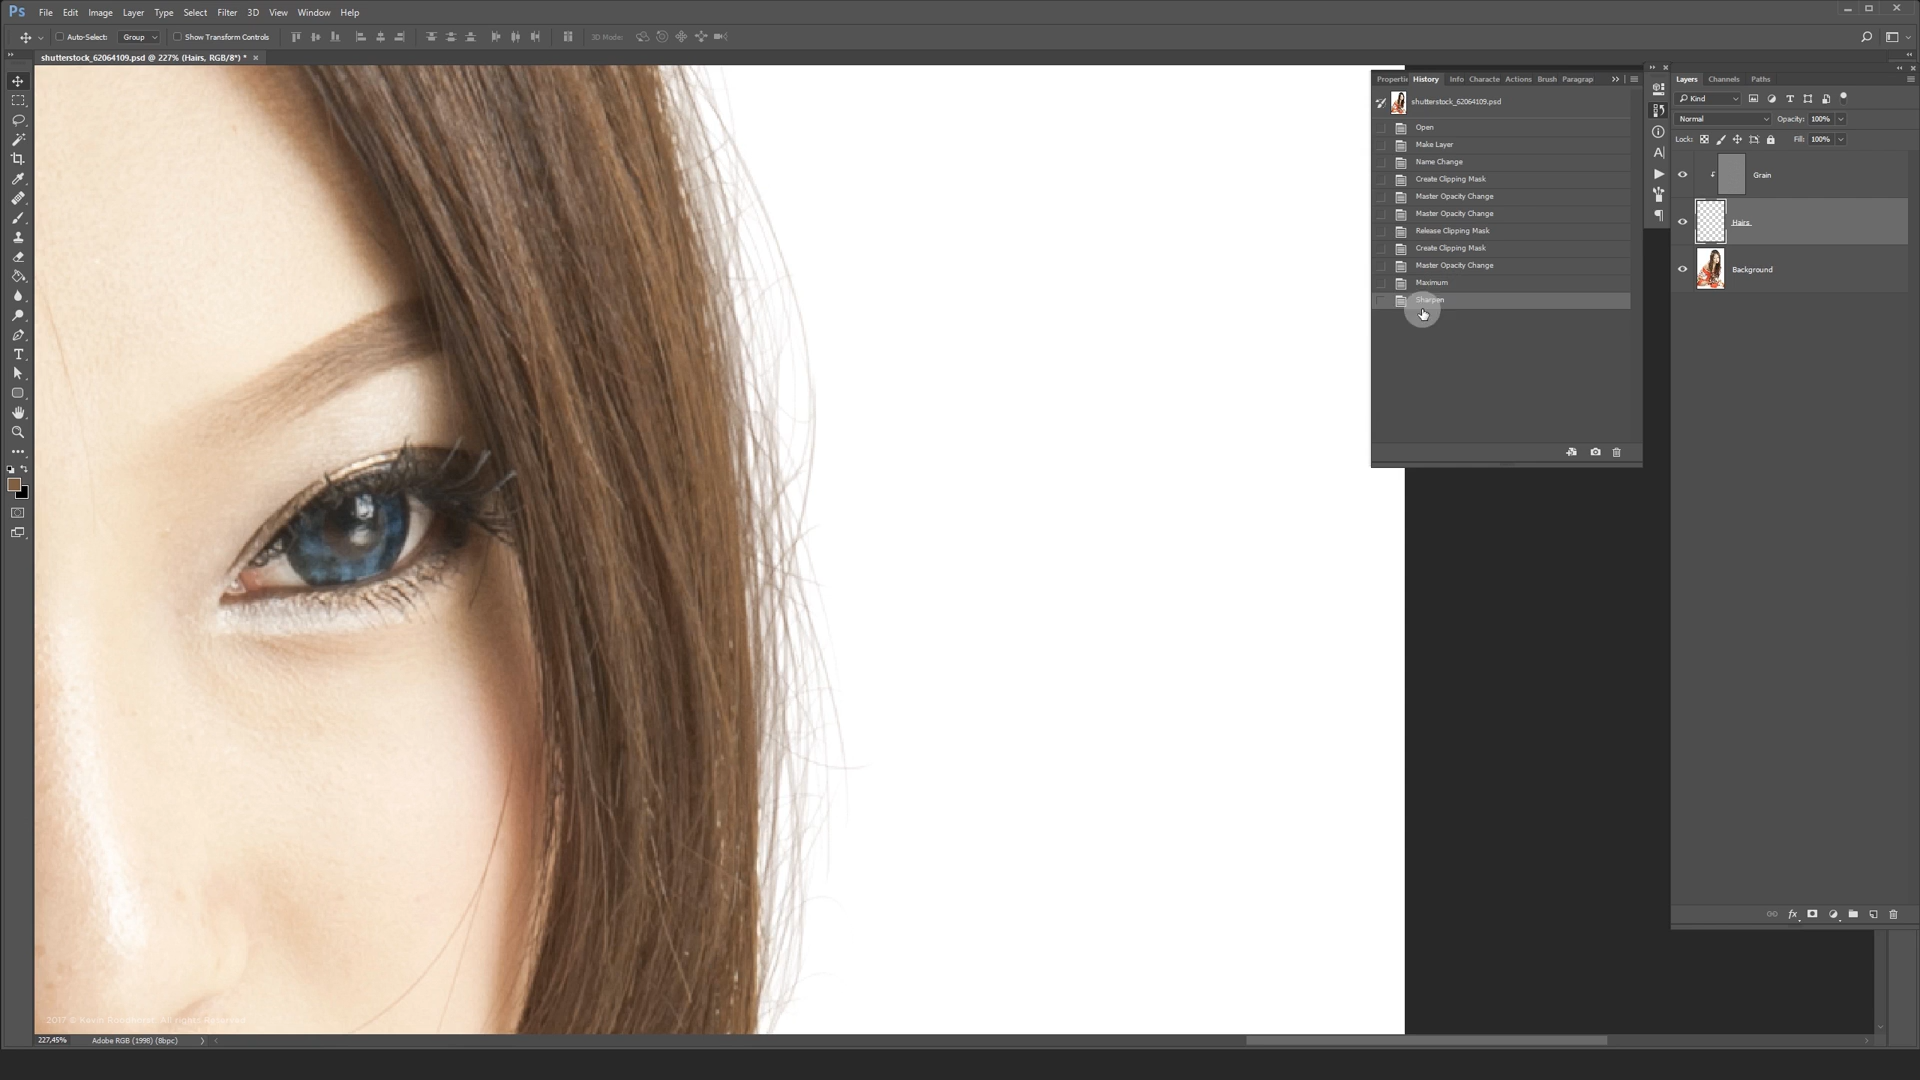 Ps File Edit Image Layer Type Select Filter 3D View Window Help
Auto-Select: Group Show Transform Controls 3D Mode:
shutterstock_62064109.psd @ 227% (Hairs, RGB/8*) *
Properti History Info Characte Actions Brush Paragrap
shutterstock_62064109.psd
Open
Make Layer
Name Change
Create Clipping Mask
Master Opacity Change
Master Opacity Change
Release Clipping Mask
Create Clipping Mask
Master Opacity Change
Maximum
Sharpen
Layers Channels Paths
Kind
Normal Opacity: 100%
Lock: Fill: 100%
Grain
Hairs
Background
fx
2017 © Kevin All rights Reserved
227,45% Adobe RGB (1998) (8bpc)